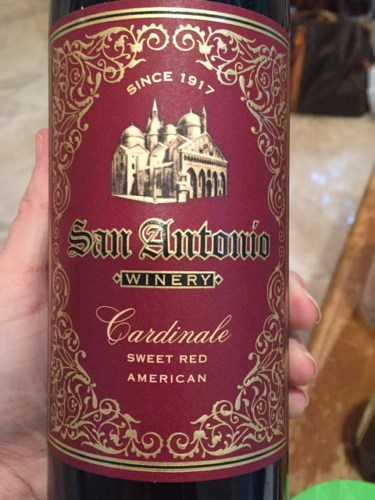 SINCE 1917
San Antonio
WINERY
Cardinale
SWEET RED
AMERICAN